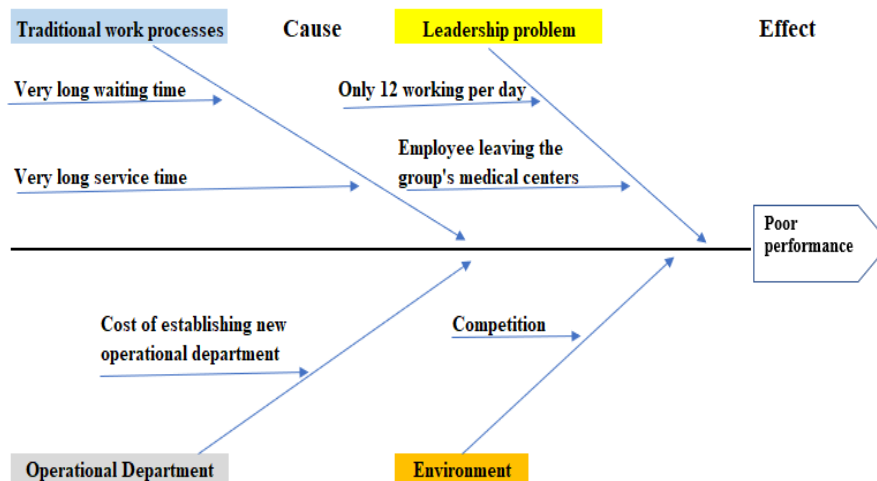 Traditional work processes
Cause
Leadership problem
Effect
Very long waiting time
Only 12 working per day
Employee leaving the
group's medical centers
Very long service time
Poor
performance
Cost of establishing new
operational department
Competition
Operational Department
Environment